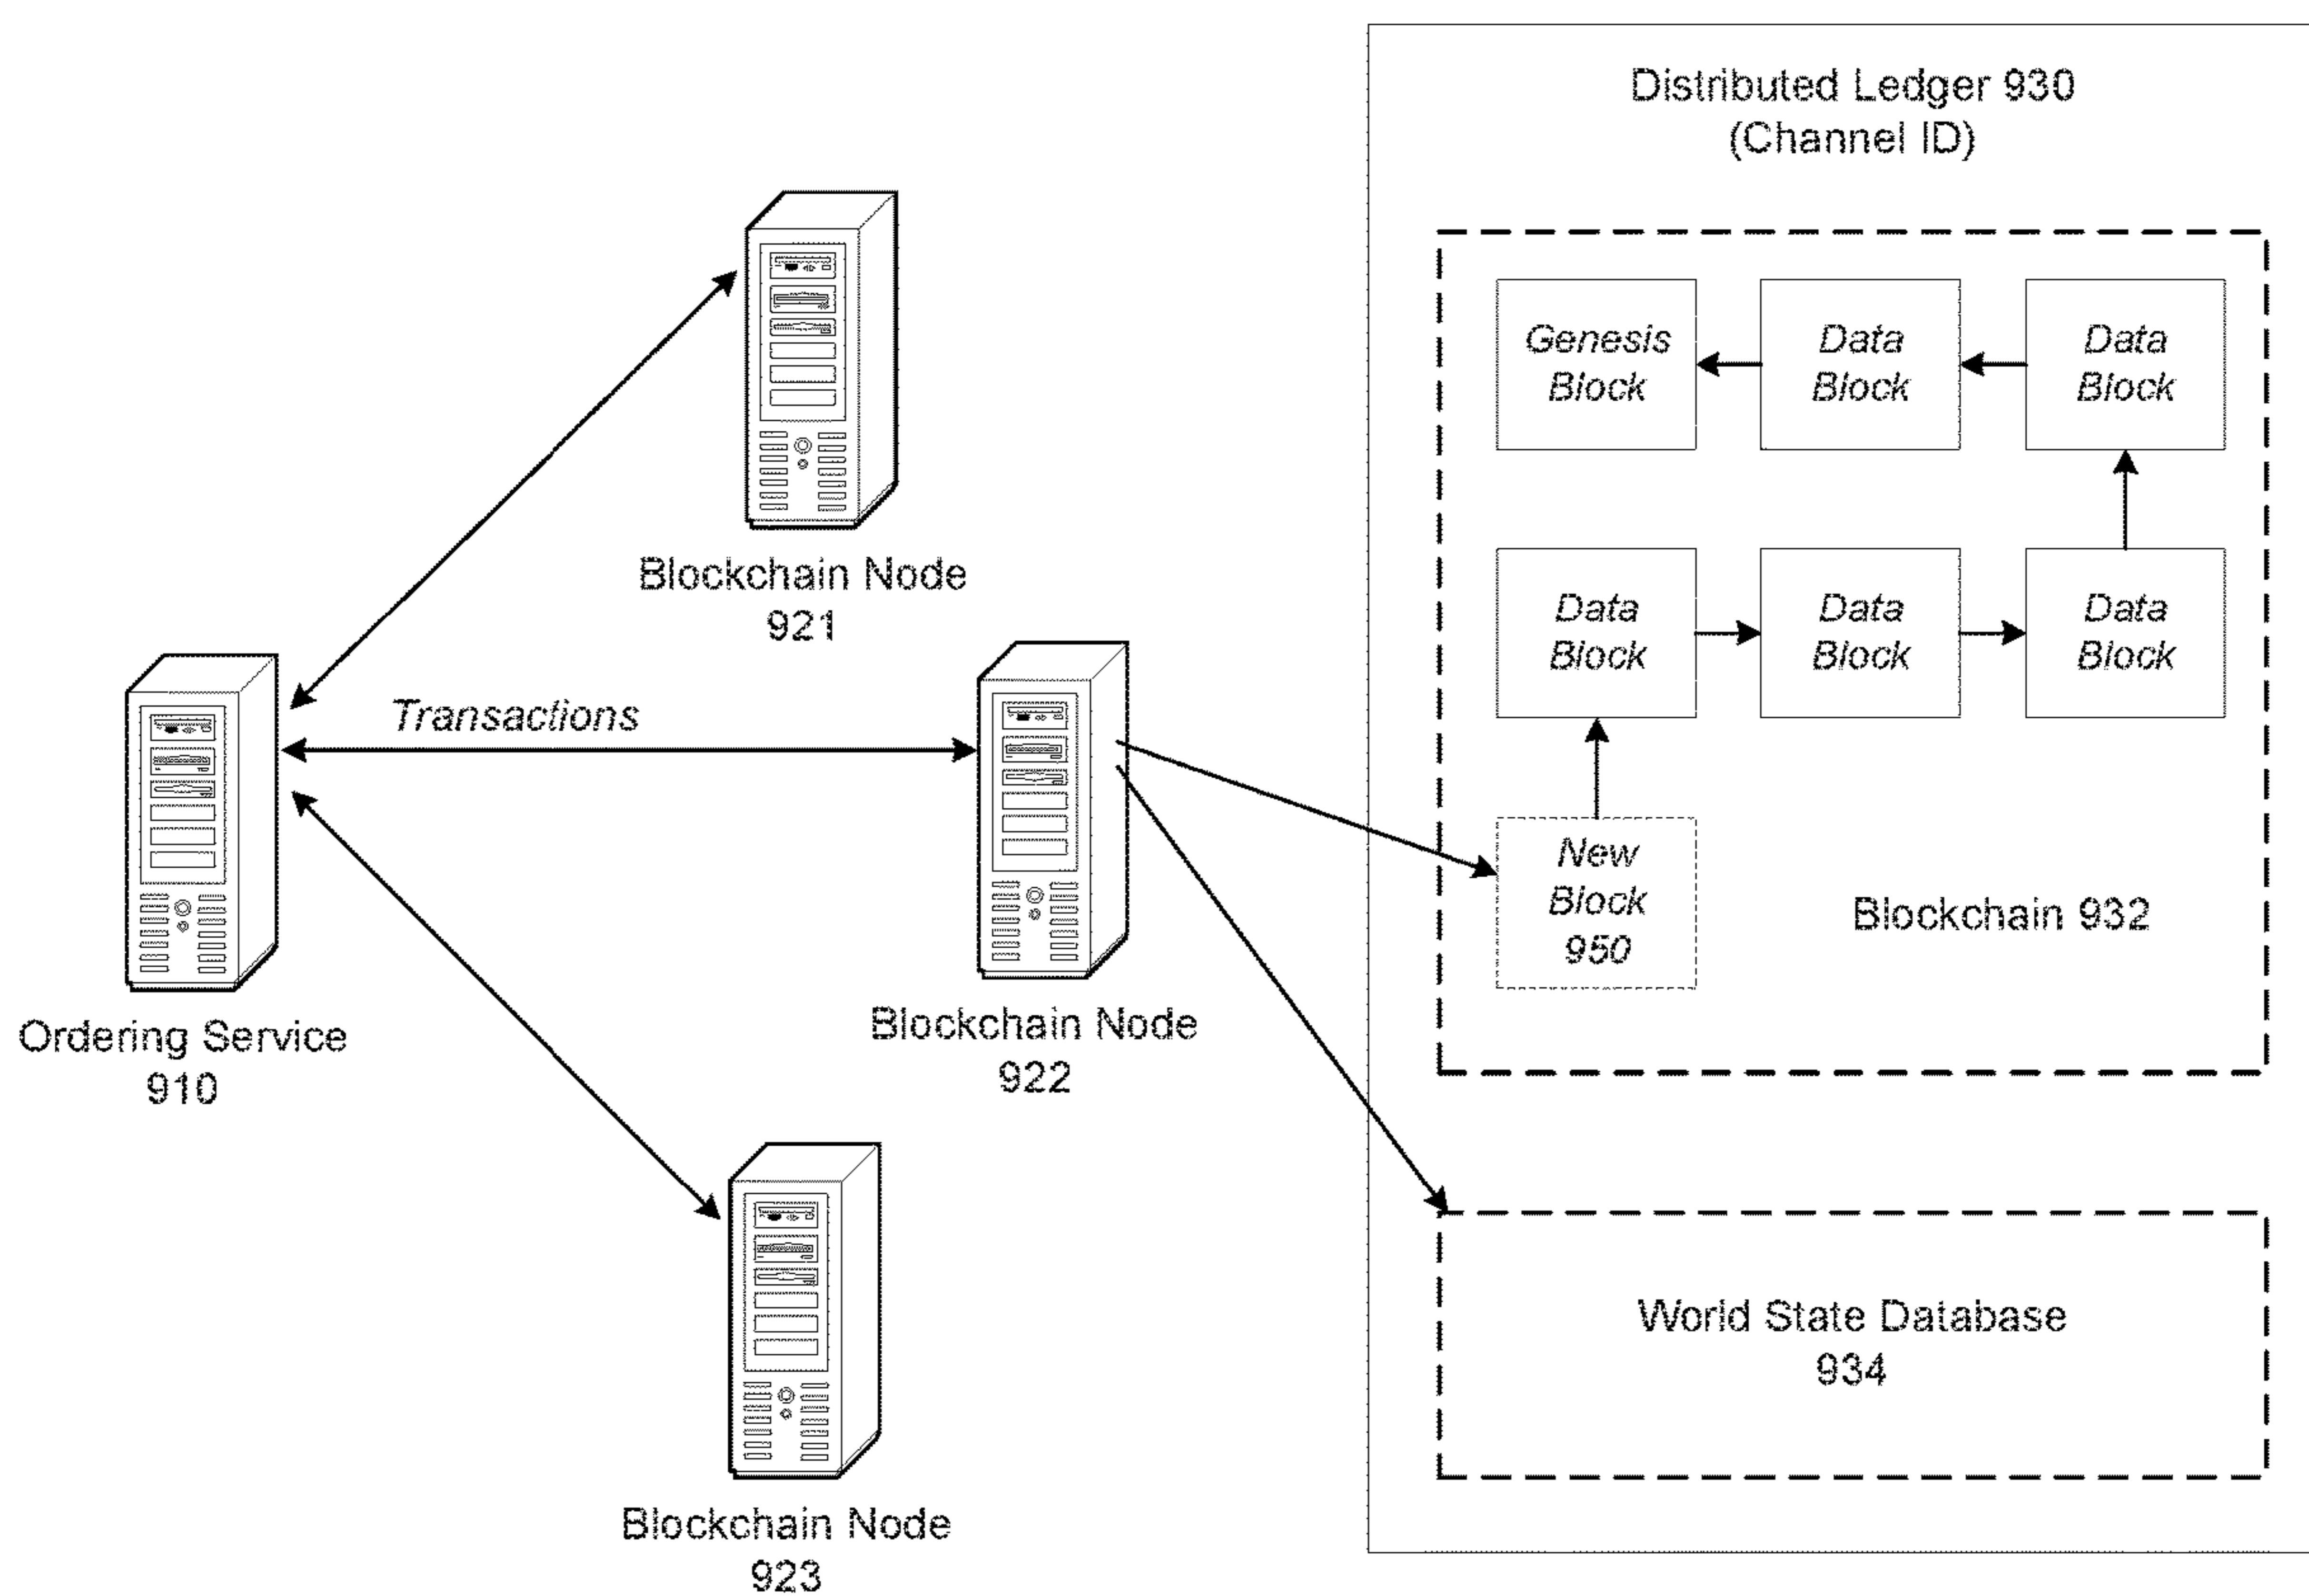 Distributed Ledger 930
(Channel ID)
Genesis
Block
Data
Block
Data
Block
Blockchain Node
921
Data
Block
Data
Block
Data
Block
Transactions
New
Block
950
Blockchain 932
Ordering Service
910
Blockchain Node
922
World State Database
934
Blockchain Node
923